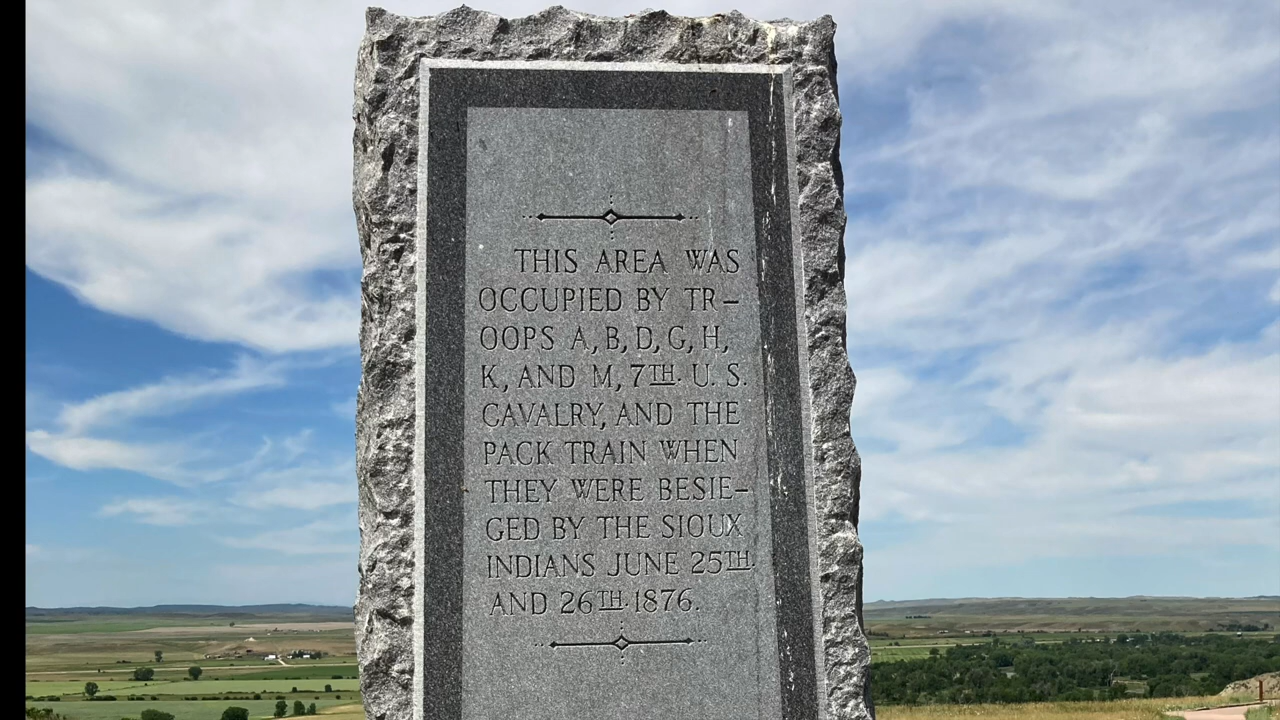 THIS AREA WAS
OCCUPIED BY TR–
OOPS A, B, D, G, H,
K, AND M, 7TH. U. S.
CAVALRY, AND THE
PACK TRAIN WHEN
THEY WERE BESIE–
GED BY THE SIOUX
INDIANS JUNE 25TH.
AND 26TH. 1876.